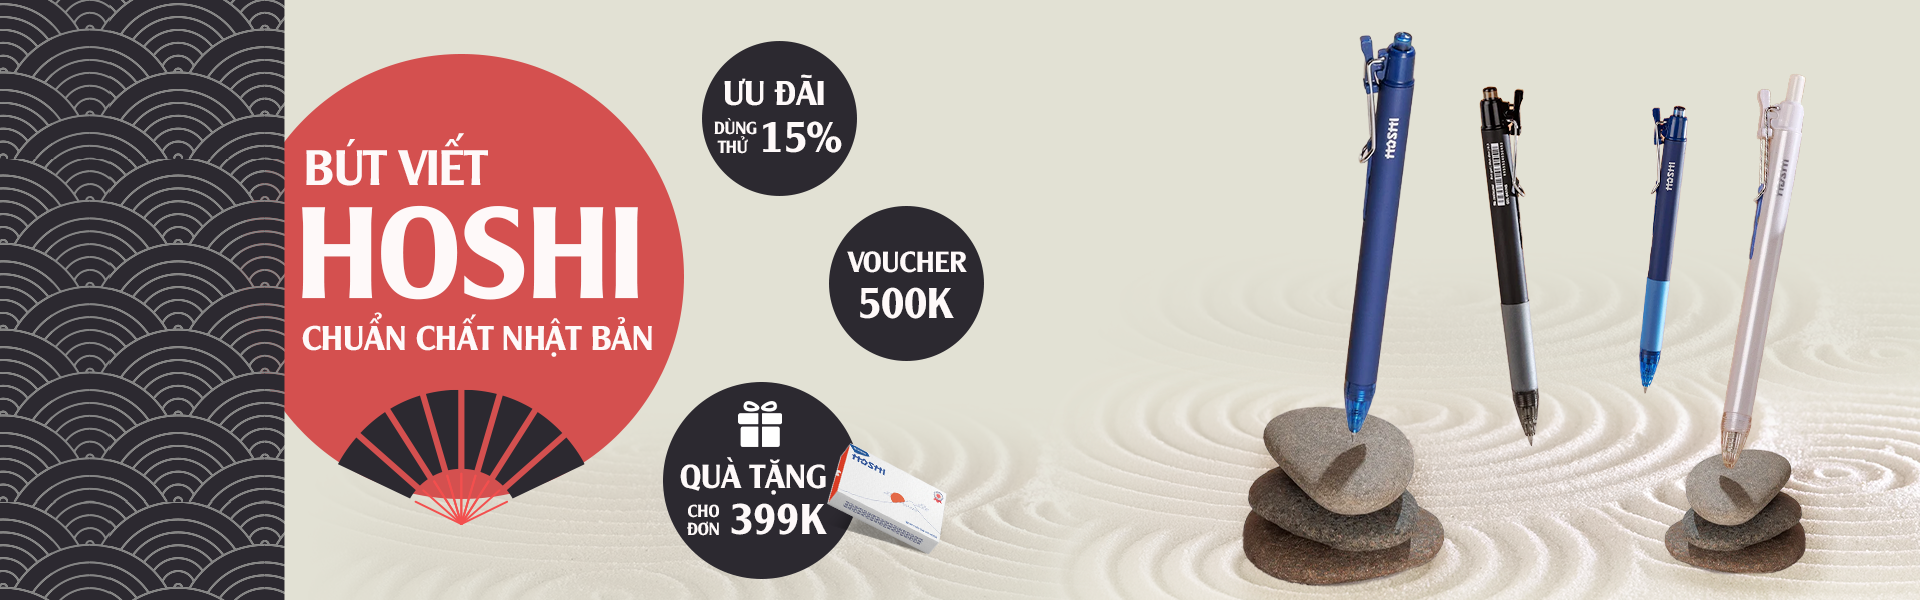 BÚT VIẾT
HOSHI
CHUẨN CHẤT NHẬT BẢN
ƯU ĐÃI
DÙNG THỬ 15%
VOUCHER
500K
QUÀ TẶNG
CHO ĐƠN 399K
HOSHI
HOSHI
HOSHI
HOSHI